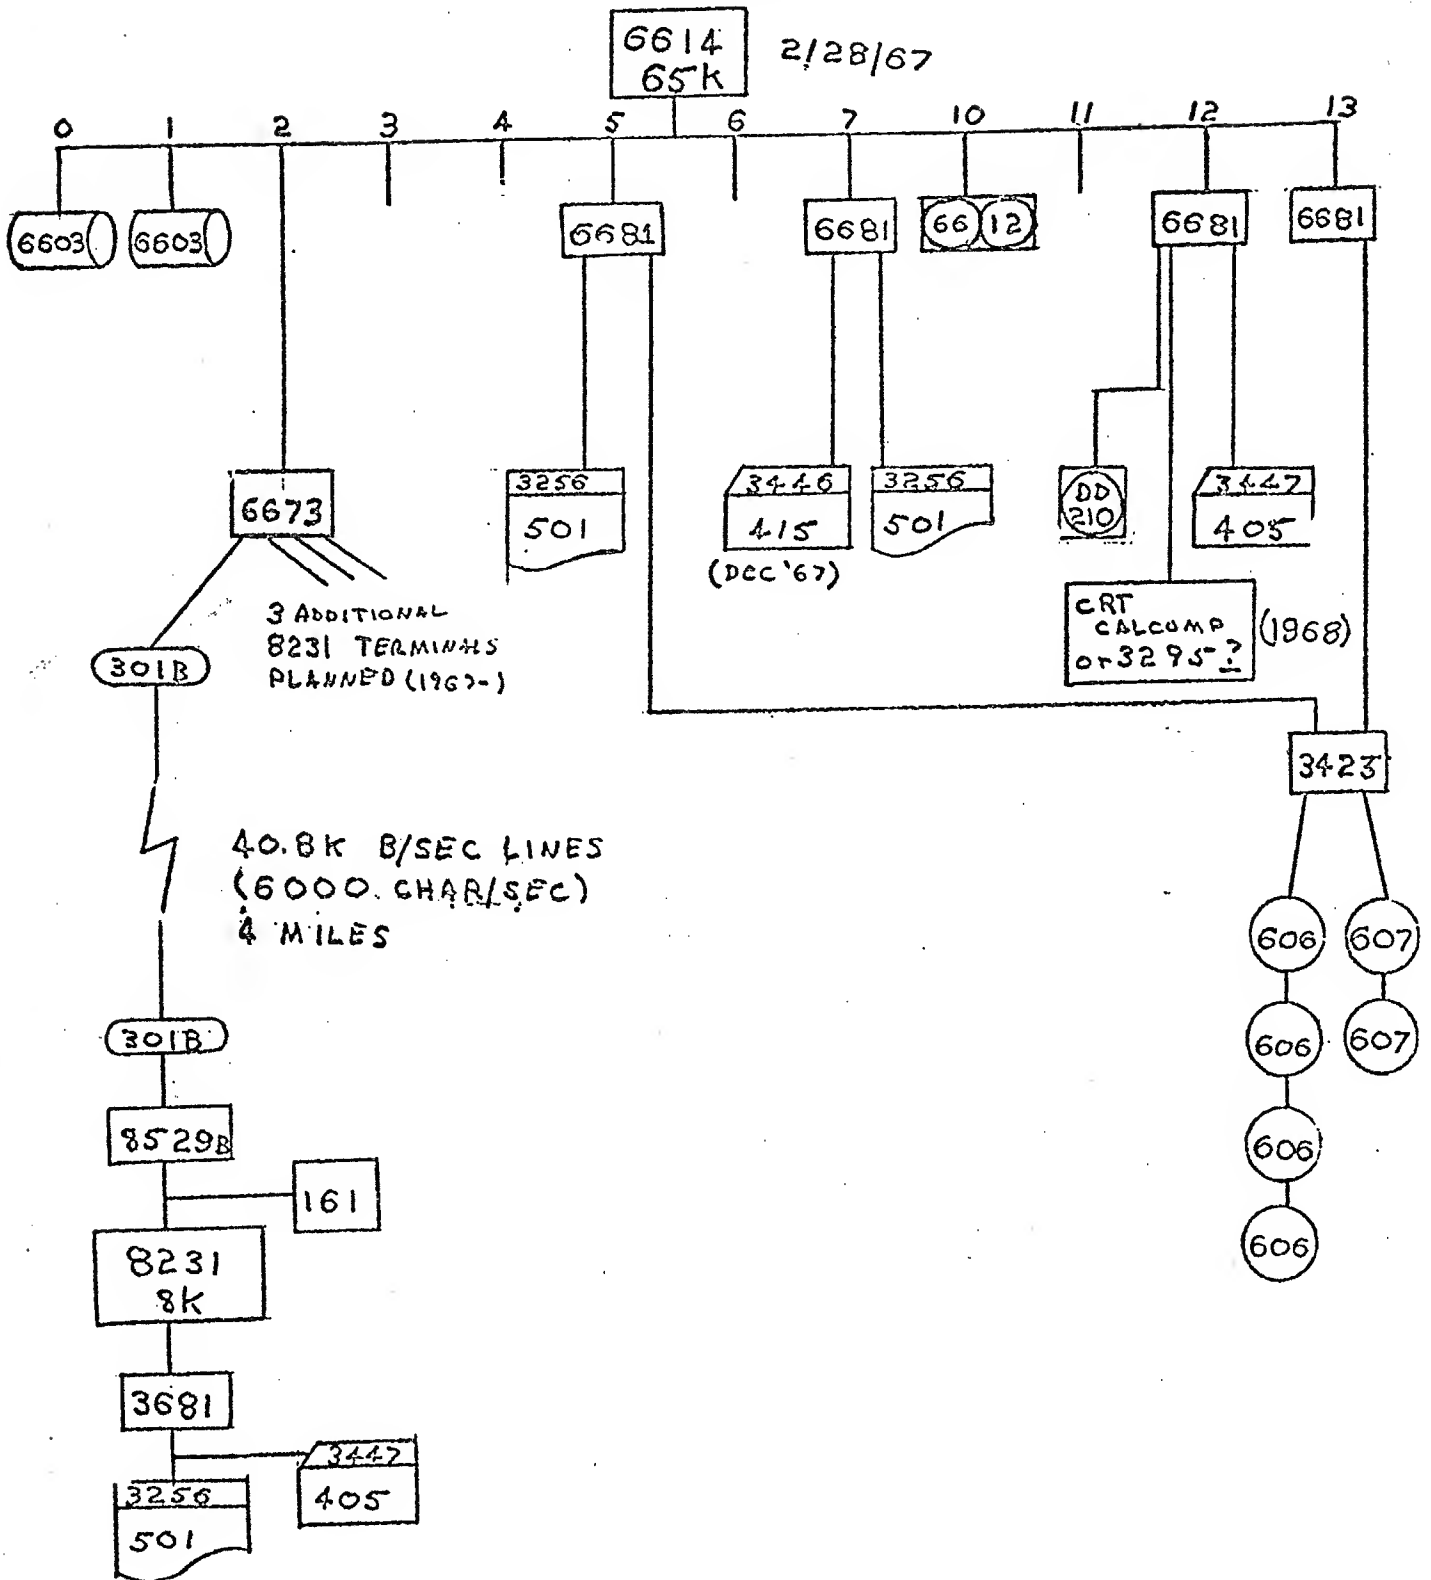 6614
65K
2/28/67
0 1 2 3 4 5 6 7 10 11 12 13
6603 6603 6681 6681 66 12 6681 6681
6673
3256
501
3446
415
(DEC '67)
3256
501
DD
210
3447
405
3 ADDITIONAL
8231 TERMINALS
PLANNED
CRT
CALCOMP
or 3295?
(1968)
301B
3423
40.8K B/SEC LINES
(6000 CHAR/SEC)
4 MILES
606 607
606 607
606
606
301B
8529B
161
8231
8K
3681
3447
405
3256
501